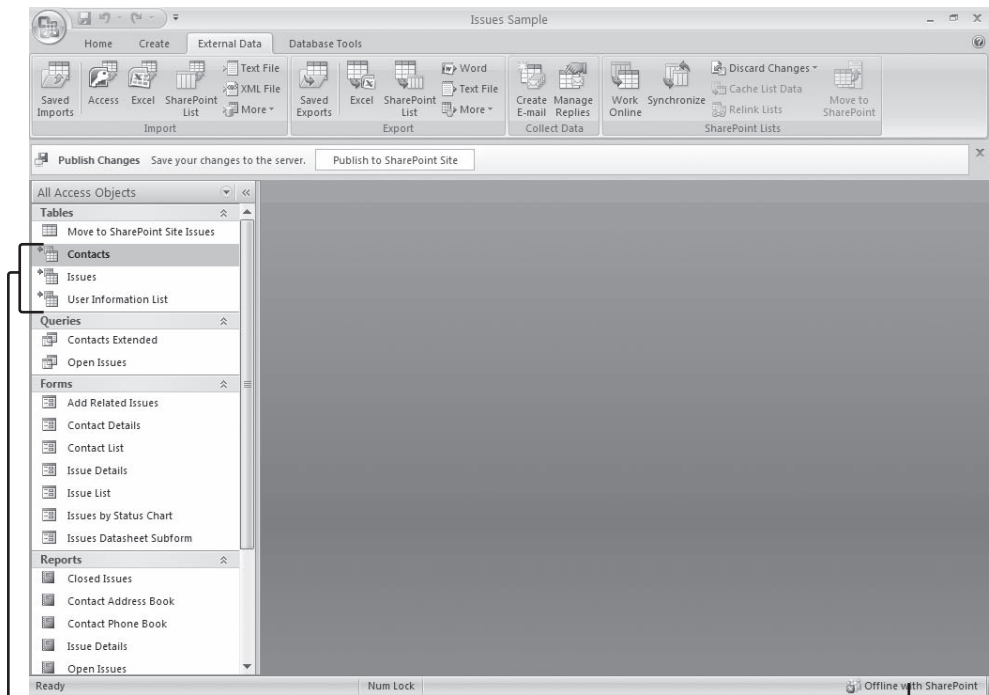 Issues Sample
Home Create External Data Database Tools
Saved Imports
Access
Excel
SharePoint List
Text File
XML File
More
Import
Saved Exports
Excel
SharePoint List
Word
Text File
More
Export
Create E-mail
Manage Replies
Collect Data
Work Online
Synchronize
Discard Changes
Cache List Data
Relink Lists
Move to SharePoint
SharePoint Lists
Publish Changes Save your changes to the server. Publish to SharePoint Site
All Access Objects
Tables
Move to SharePoint Site Issues
Contacts
Issues
User Information List
Queries
Contacts Extended
Open Issues
Forms
Add Related Issues
Contact Details
Contact List
Issue Details
Issue List
Issues by Status Chart
Issues Datasheet Subform
Reports
Closed Issues
Contact Address Book
Contact Phone Book
Issue Details
Open Issues
Ready Num Lock Offline with SharePoint